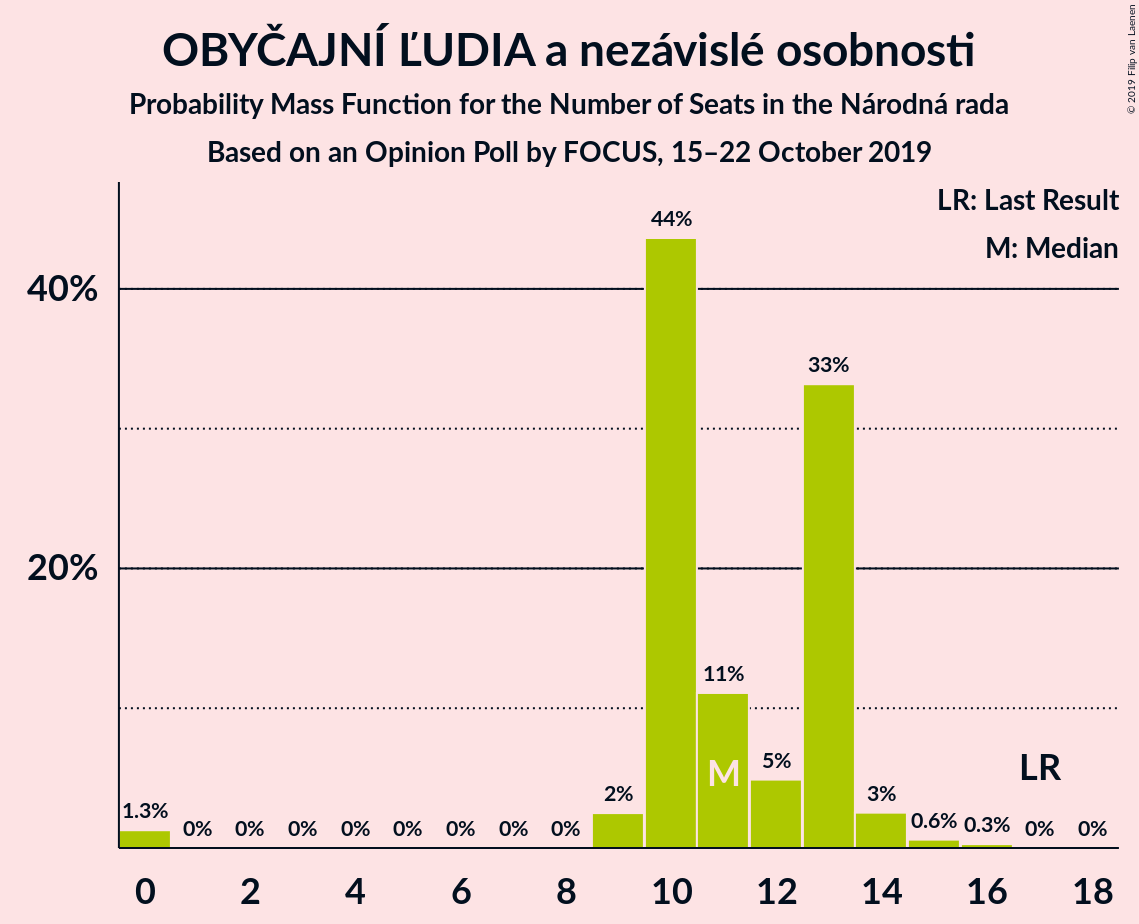 OBYČAJNÍ ĽUDIA a nezávislé osobnosti
Probability Mass Function for the Number of Seats in the Národná rada
Based on an Opinion Poll by FOCUS, 15–22 October 2019
© 2019 Filip van Laenen
LR: Last Result
M: Median
44%
40%
33%
20%
11%
M
5%
LR
2%
3%
1.3%
0% 0% 0% 0% 0% 0% 0% 0%
0.6% 0.3% 0% 0%
0 2 4 6 8 10 12 14 16 18